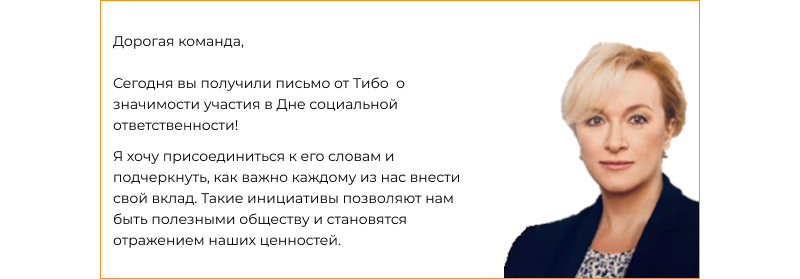 Дорогая команда,
Сегодня вы получили письмо от Тибо  о
значимости участия в Дне социальной
ответственности!
Я хочу присоединиться к его словам и
подчеркнуть, как важно каждому из нас внести
свой вклад. Такие инициативы позволяют нам
быть полезными обществу и становятся
отражением наших ценностей.